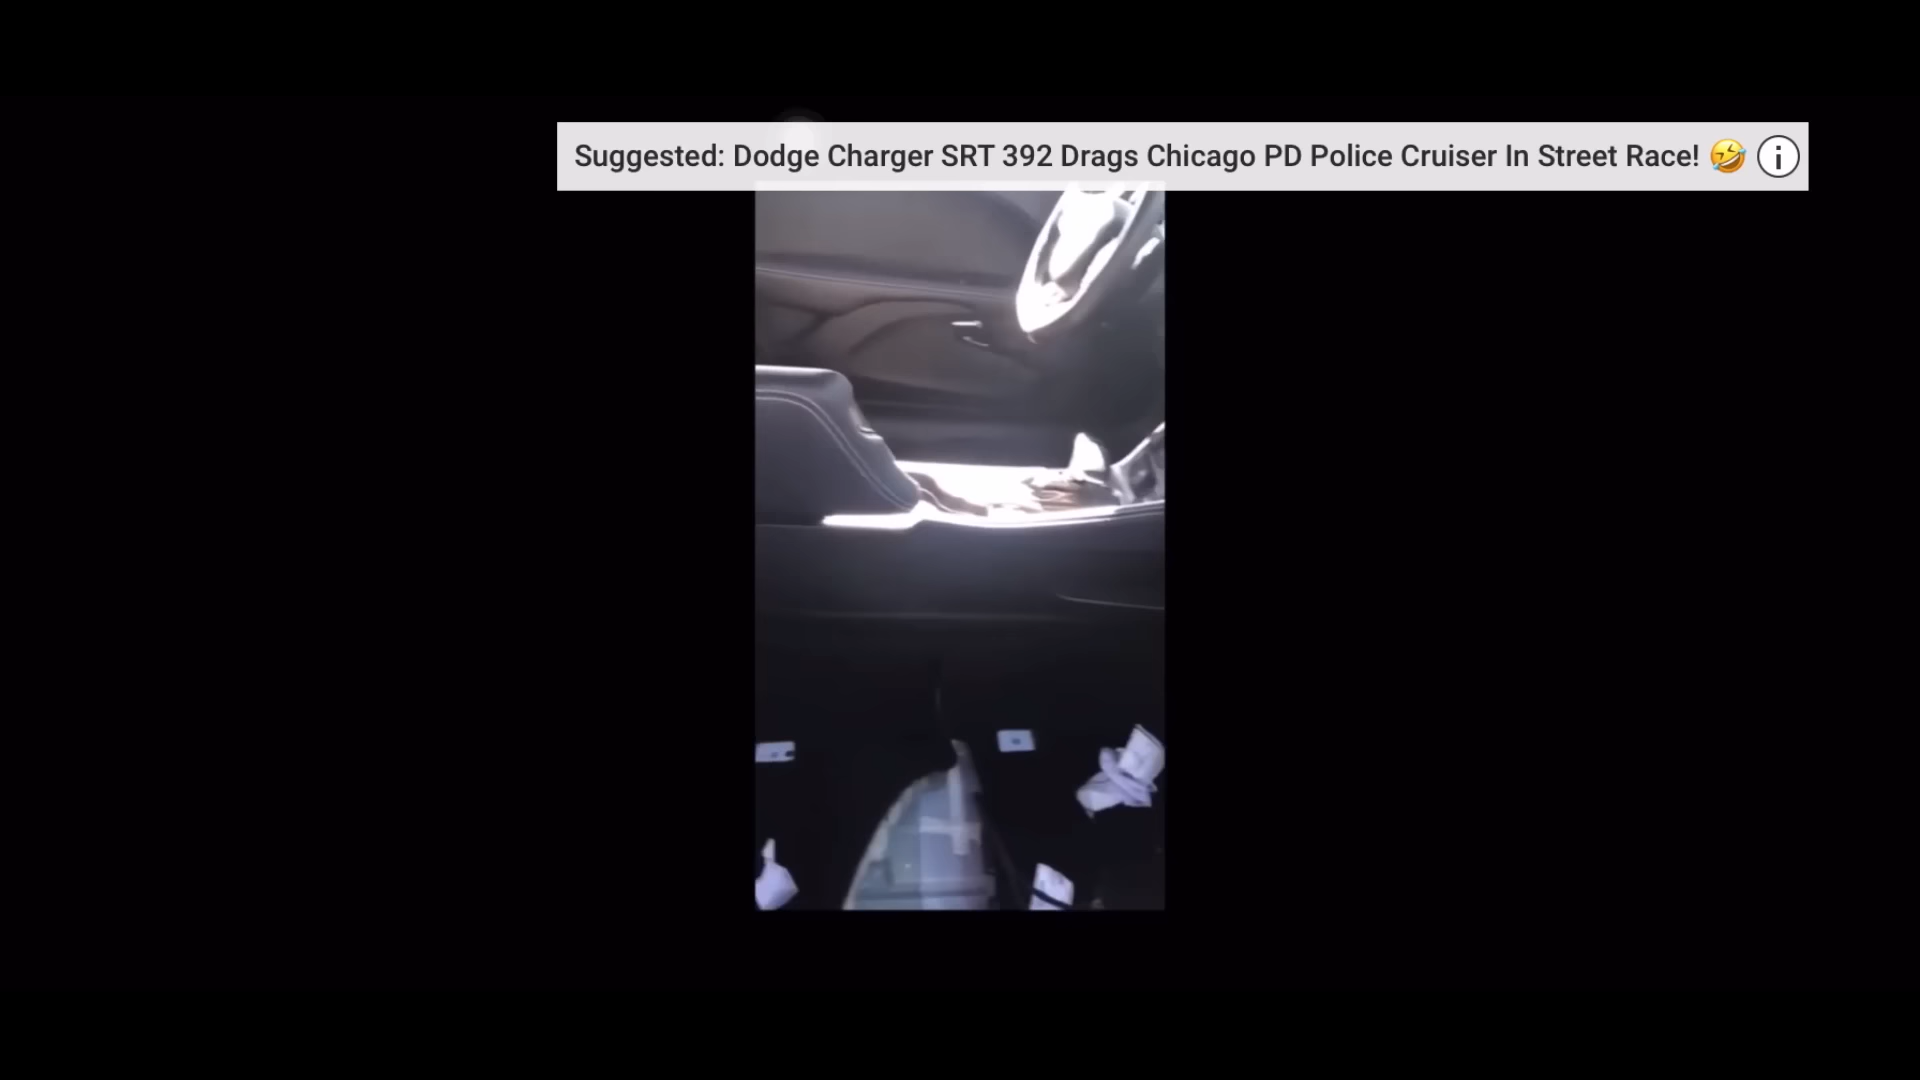 Suggested: Dodge Charger SRT 392 Drags Chicago PD Police Cruiser In Street Race! 🤣